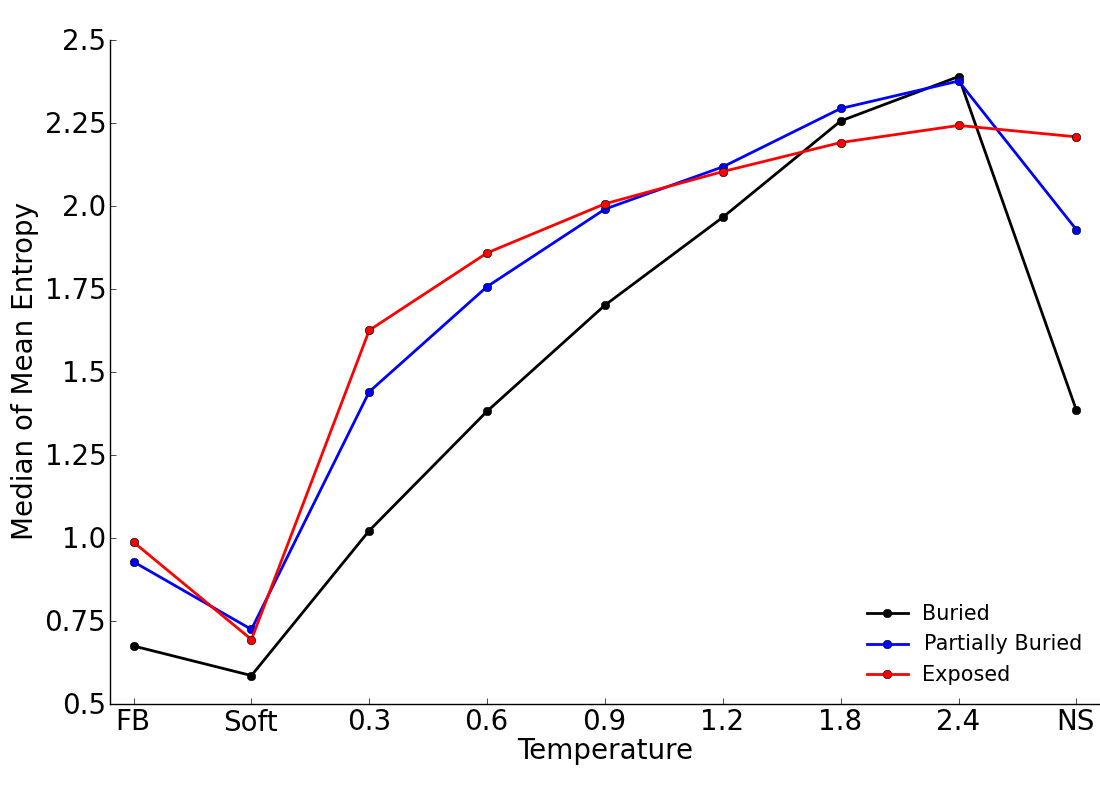 2.5
2.25
2.0
1.75
1.5
1.25
1.0
0.75
0.5
Median of Mean Entropy
Buried
Partially Buried
Exposed
FB Soft 0.3 0.6 0.9 1.2 1.8 2.4 NS
Temperature